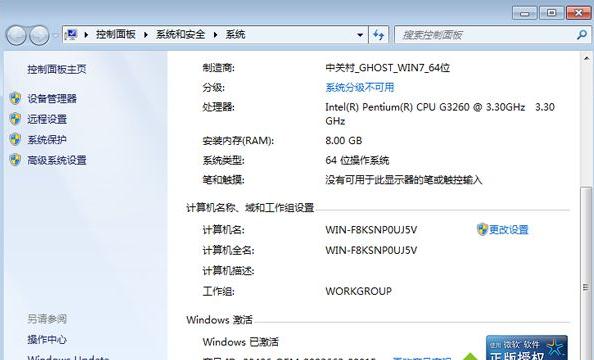 控制面板 ▸ 系统和安全 ▸ 系统
搜索控制面板
控制面板主页
设备管理器
远程设置
系统保护
高级系统设置
另请参阅
操作中心
Windows Update
制造商: 中关村_GHOST_WIN7_64位
分级: 系统分级不可用
处理器: Intel(R) Pentium(R) CPU G3260 @ 3.30GHz 3.30
GHz
安装内存(RAM): 8.00 GB
系统类型: 64 位操作系统
笔和触摸: 没有可用于此显示器的笔或触控输入
计算机名称、域和工作组设置
计算机名: WIN-F8KSNP0UJ5V 更改设置
计算机全名: WIN-F8KSNP0UJ5V
计算机描述:
工作组: WORKGROUP
Windows 激活
Windows 已激活
使用 微软 软件
正版授权